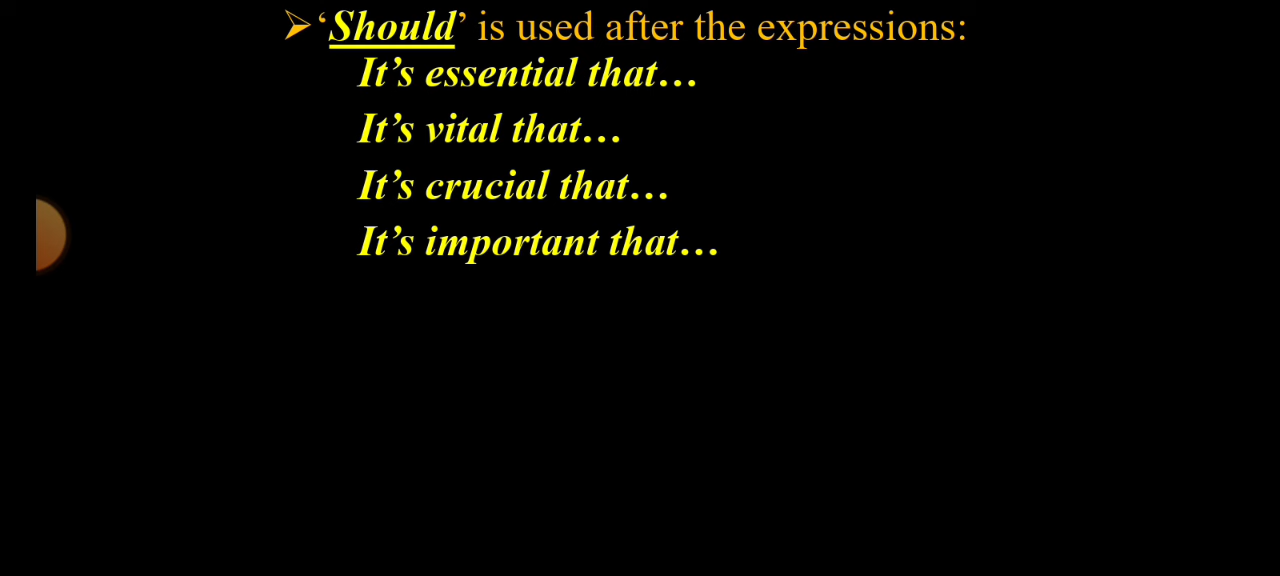 ➢‘Should’ is used after the expressions:
It’s essential that…
It’s vital that…
It’s crucial that…
It’s important that…